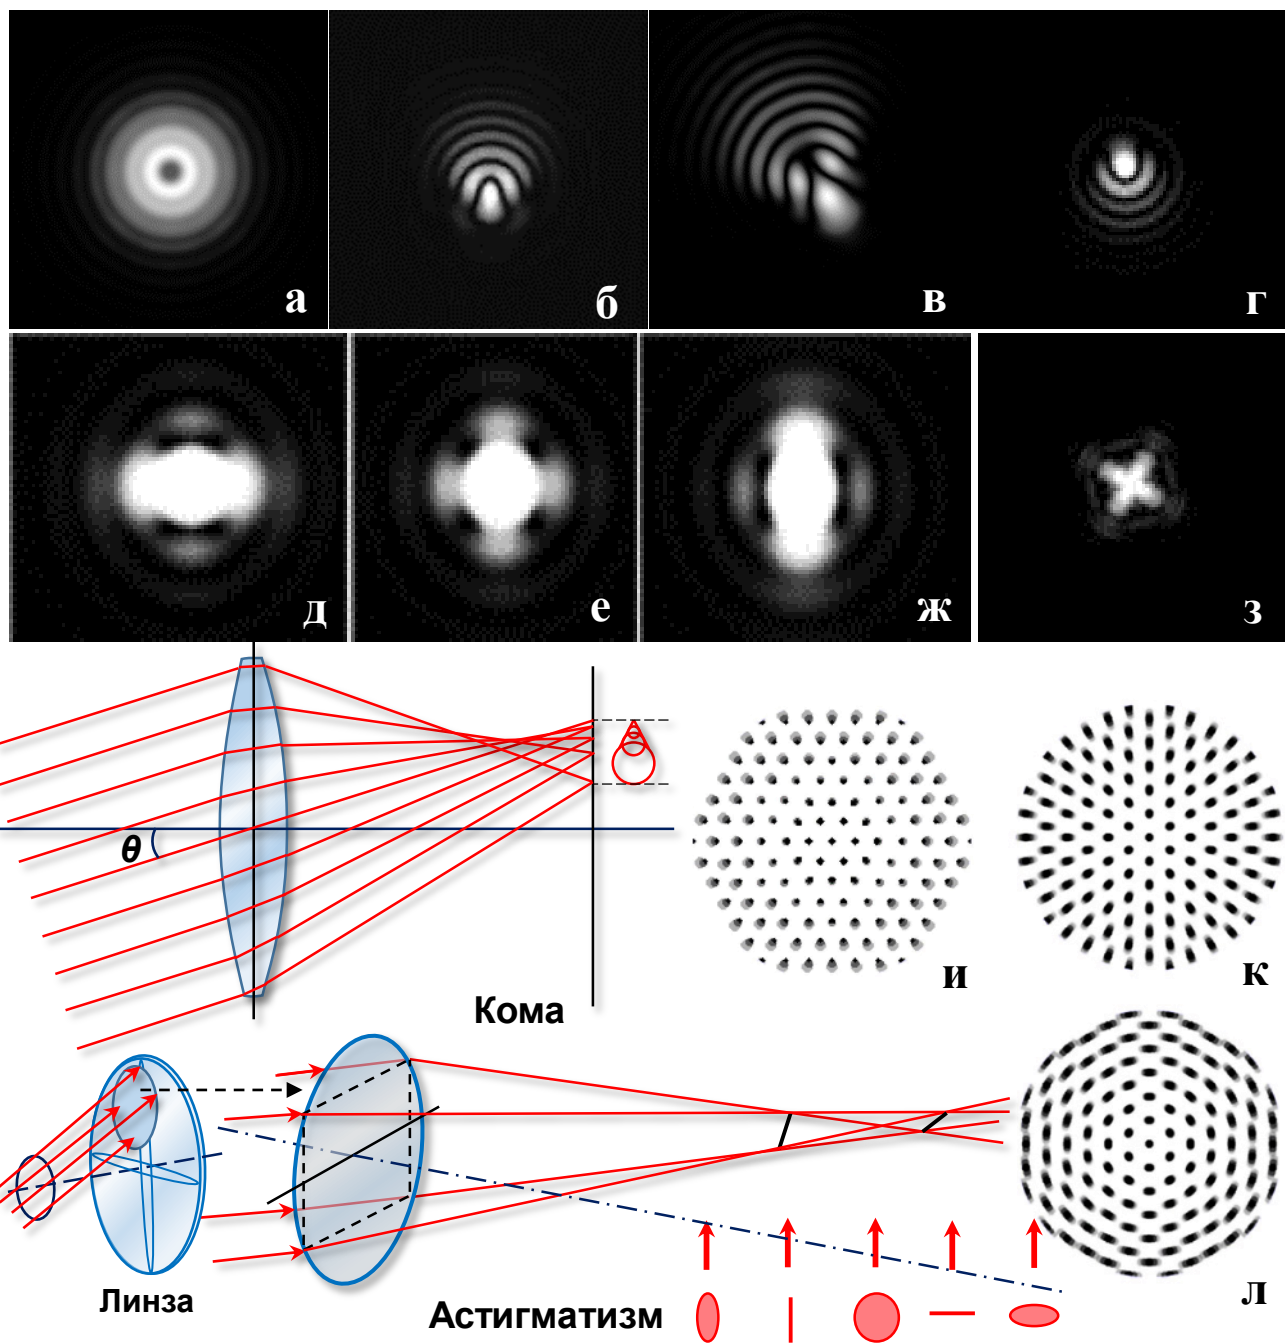 а б в г
д е ж з
θ
и к
Кома
Линза
Астигматизм
л